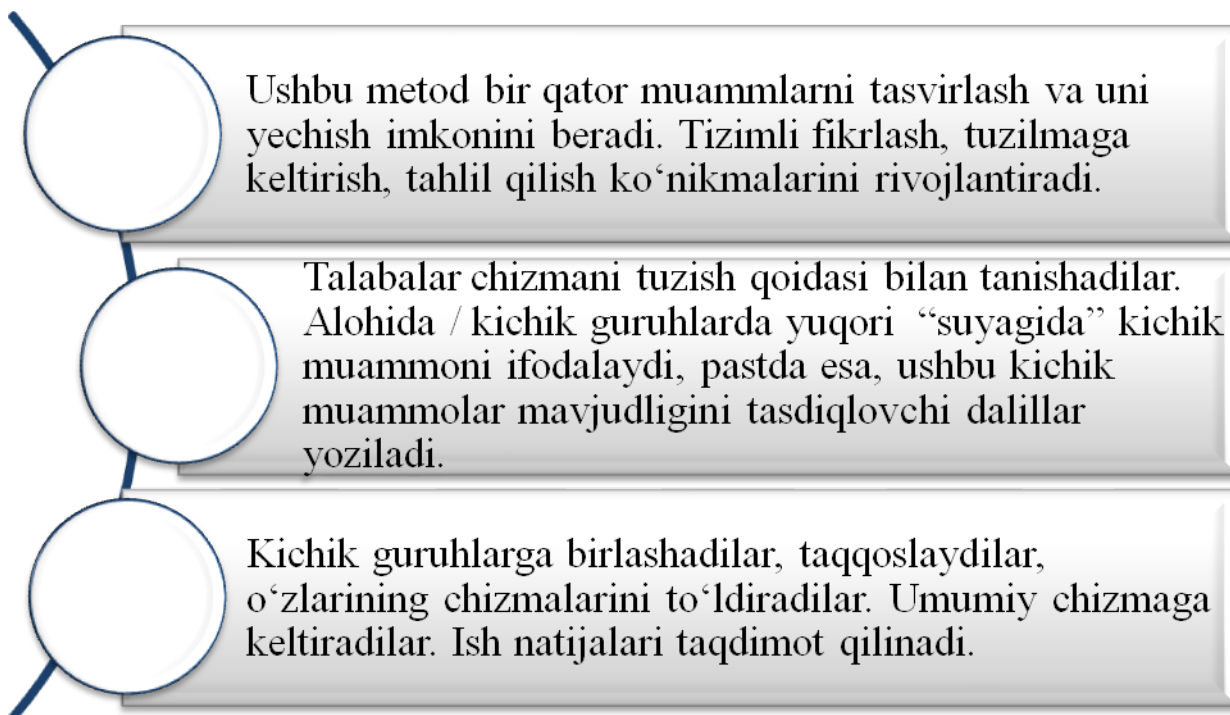 Ushbu metod bir qator muammlarni tasvirlash va uni
yechish imkonini beradi. Tizimli fikrlash, tuzilmaga
keltirish, tahlil qilish ko‘nikmalarini rivojlantiradi.
Talabalar chizmani tuzish qoidasi bilan tanishadilar.
Alohida / kichik guruhlarda yuqori “suyagida” kichik
muammoni ifodalaydi, pastda esa, ushbu kichik
muammolar mavjudligini tasdiqlovchi dalillar
yoziladi.
Kichik guruhlarga birlashadilar, taqqoslaydilar,
o‘zlarining chizmalarini to‘ldiradilar. Umumiy chizmaga
keltiradilar. Ish natijalari taqdimot qilinadi.